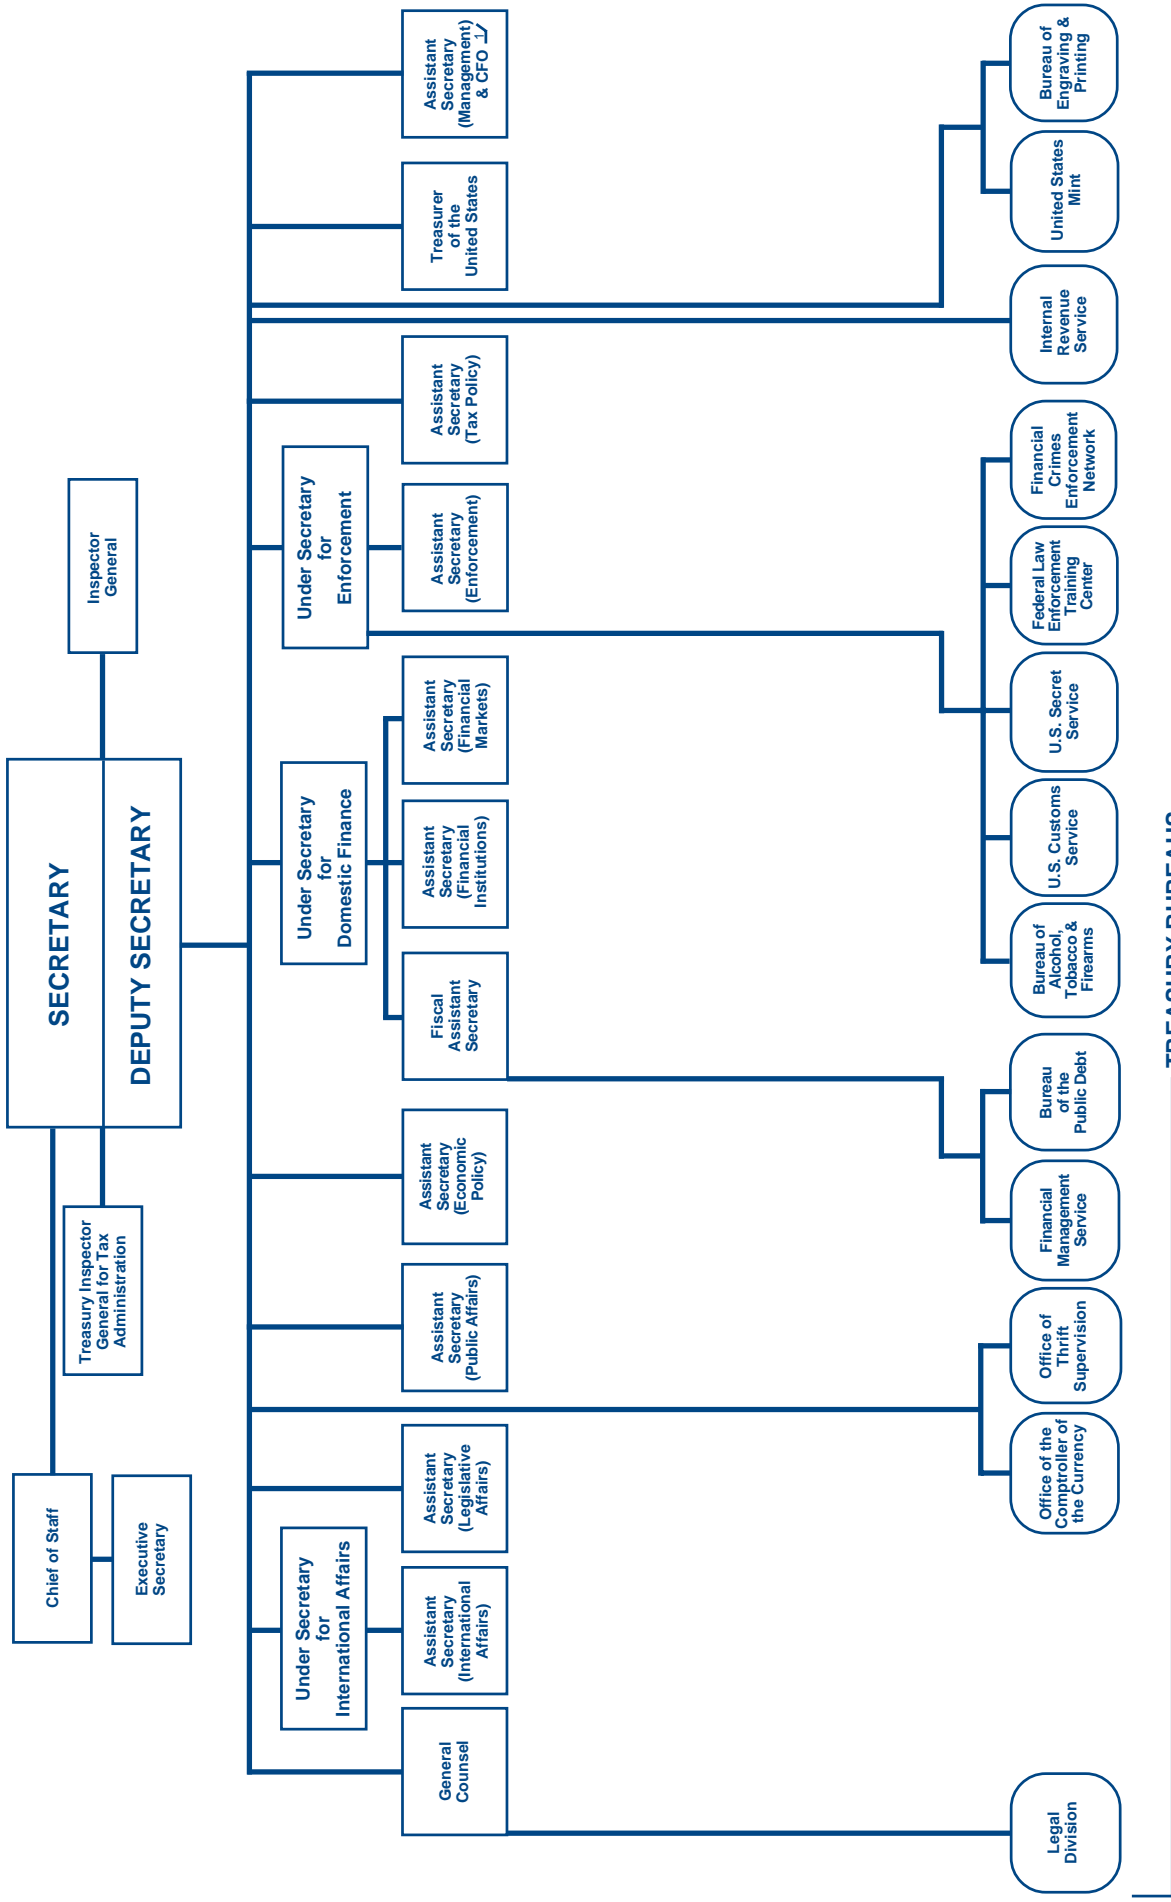 SECRETARY
DEPUTY SECRETARY
Chief of Staff
Executive
Secretary
Treasury Inspector
General for Tax
Administration
Inspector
General
Under Secretary
for
International Affairs
Under Secretary
for
Domestic Finance
Under Secretary
for
Enforcement
General
Counsel
Assistant
Secretary
(International
Affairs)
Assistant
Secretary
(Legislative
Affairs)
Assistant
Secretary
(Public Affairs)
Assistant
Secretary
(Economic
Policy)
Fiscal
Assistant
Secretary
Assistant
Secretary
(Financial
Institutions)
Assistant
Secretary
(Financial
Markets)
Assistant
Secretary
(Enforcement)
Assistant
Secretary
(Tax Policy)
Treasurer
of the
United States
Assistant
Secretary
(Management)
& CFO 1/
Legal
Division
Office of the
Comptroller of
the Currency
Office of
Thrift
Supervision
Financial
Management
Service
Bureau
of the
Public Debt
Bureau of
Alcohol,
Tobacco &
Firearms
U.S. Customs
Service
U.S. Secret
Service
Federal Law
Enforcement
Training
Center
Financial
Crimes
Enforcement
Network
Internal
Revenue
Service
United States
Mint
Bureau of
Engraving &
Printing
TREASURY BUREAUS